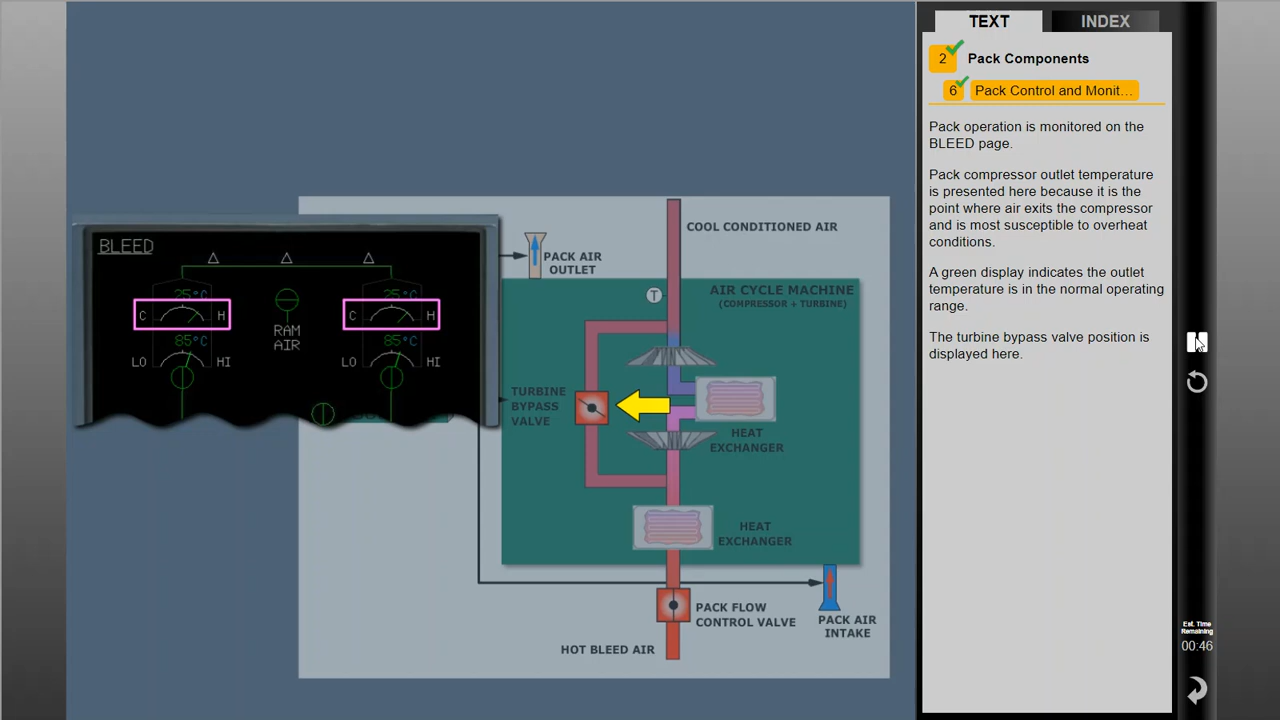 TEXT
INDEX
2 Pack Components
6 Pack Control and Monit...
Pack operation is monitored on the
BLEED page.
Pack compressor outlet temperature
is presented here because it is the
point where air exits the compressor
and is most susceptible to overheat
conditions.
A green display indicates the outlet
temperature is in the normal operating
range.
The turbine bypass valve position is
displayed here.
Est. Time
Remaining
00:46
BLEED
25°C
25°C
C H
C H
RAM
AIR
85°C
85°C
LO HI
LO HI
COOL CONDITIONED AIR
PACK AIR
OUTLET
T
AIR CYCLE MACHINE
(COMPRESSOR + TURBINE)
TURBINE
BYPASS
VALVE
HEAT
EXCHANGER
HEAT
EXCHANGER
PACK FLOW
CONTROL VALVE
PACK AIR
INTAKE
HOT BLEED AIR